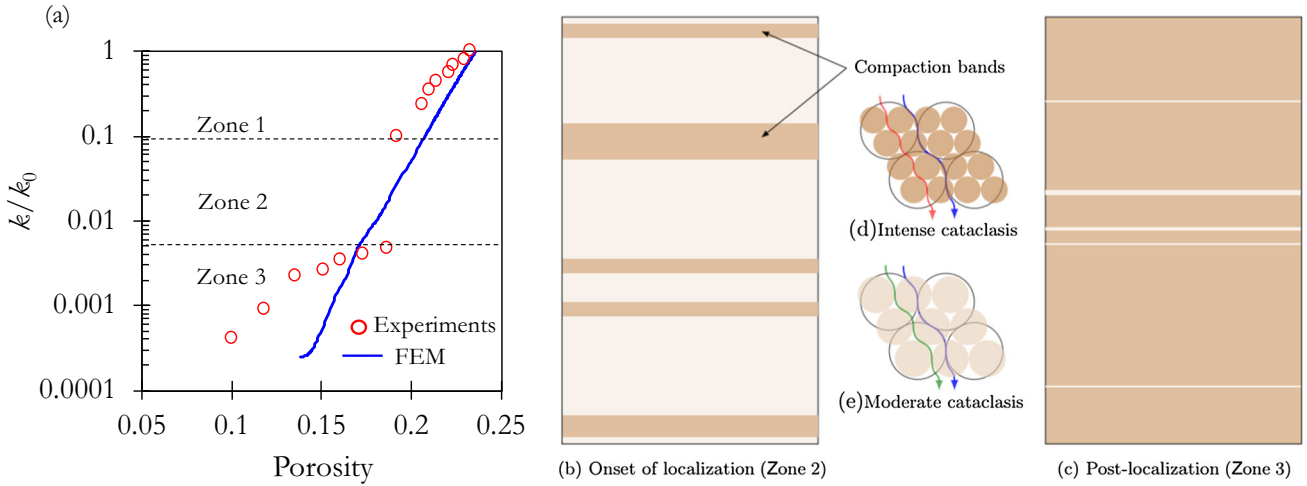 (a)
1
0.1
0.01
0.001
0.0001
k/k0
Zone 1
Zone 2
Zone 3
Experiments
FEM
0.05
0.1
0.15
0.2
0.25
Porosity
Compaction bands
(d)Intense cataclasis
(e)Moderate cataclasis
(b) Onset of localization (Zone 2)
(c) Post-localization (Zone 3)